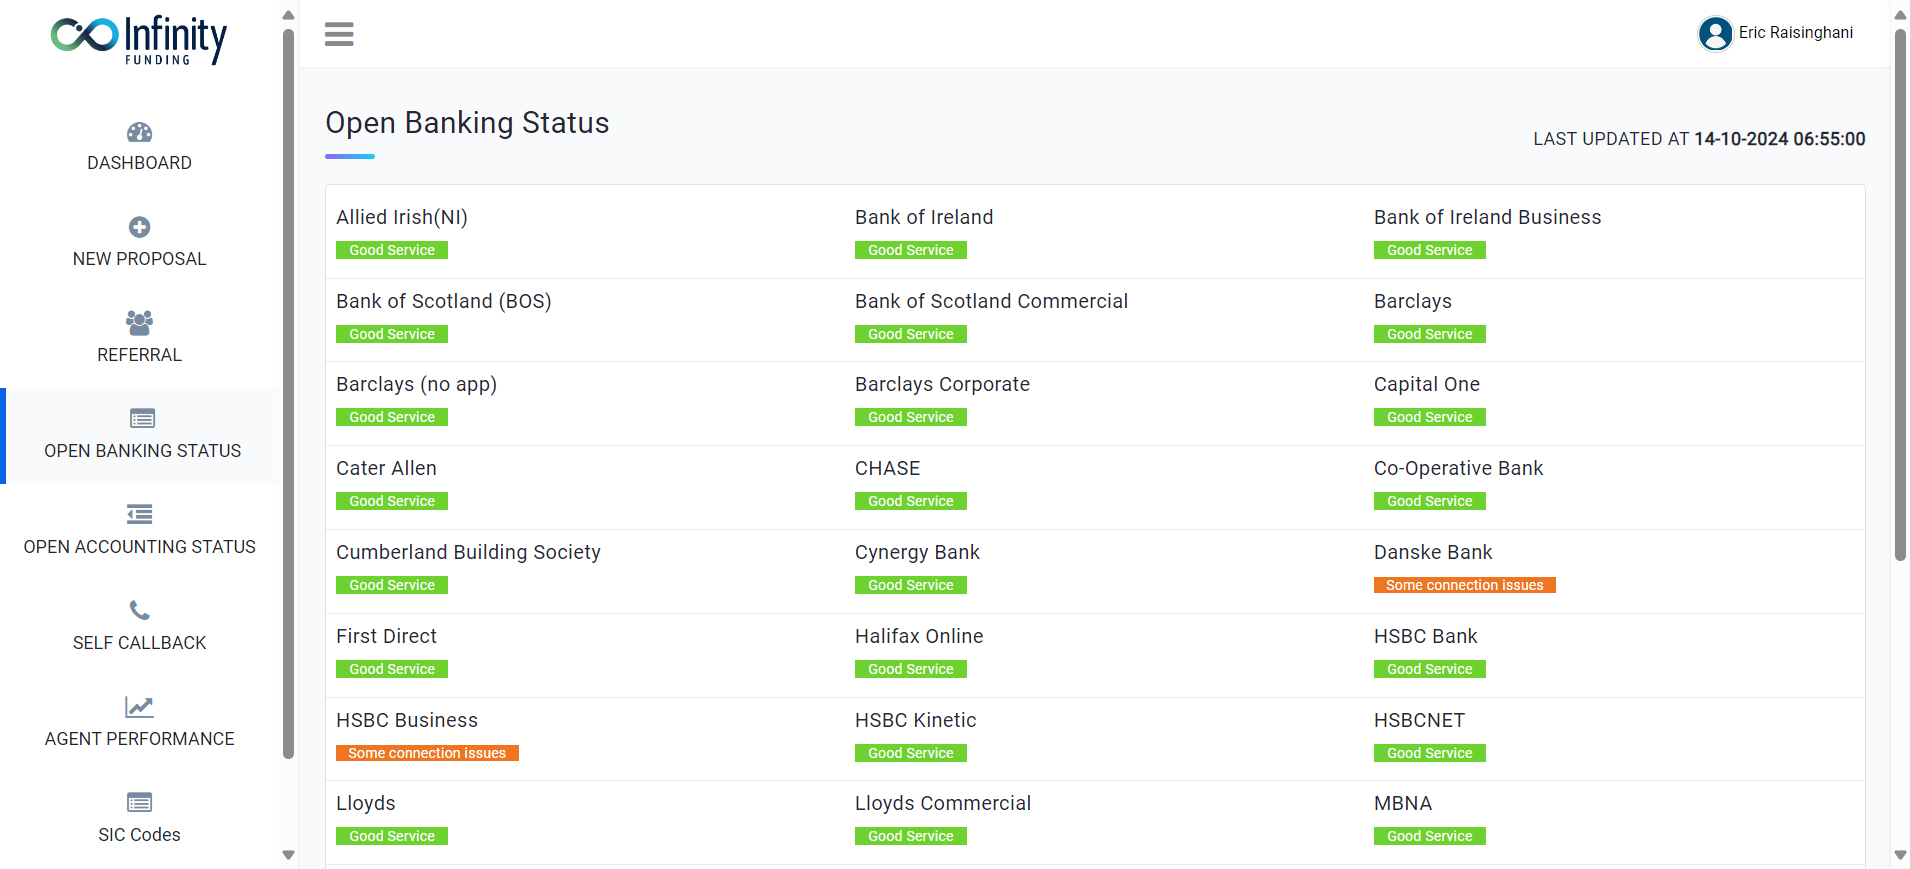 Infinity
FUNDING
Eric Raisinghani
DASHBOARD
NEW PROPOSAL
REFERRAL
OPEN BANKING STATUS
OPEN ACCOUNTING STATUS
SELF CALLBACK
AGENT PERFORMANCE
SIC Codes
Open Banking Status
LAST UPDATED AT 14-10-2024 06:55:00
Allied Irish(NI)
Good Service
Bank of Ireland
Good Service
Bank of Ireland Business
Good Service
Bank of Scotland (BOS)
Good Service
Bank of Scotland Commercial
Good Service
Barclays
Good Service
Barclays (no app)
Good Service
Barclays Corporate
Good Service
Capital One
Good Service
Cater Allen
Good Service
CHASE
Good Service
Co-Operative Bank
Good Service
Cumberland Building Society
Good Service
Cynergy Bank
Good Service
Danske Bank
Some connection issues
First Direct
Good Service
Halifax Online
Good Service
HSBC Bank
Good Service
HSBC Business
Some connection issues
HSBC Kinetic
Good Service
HSBCNET
Good Service
Lloyds
Good Service
Lloyds Commercial
Good Service
MBNA
Good Service